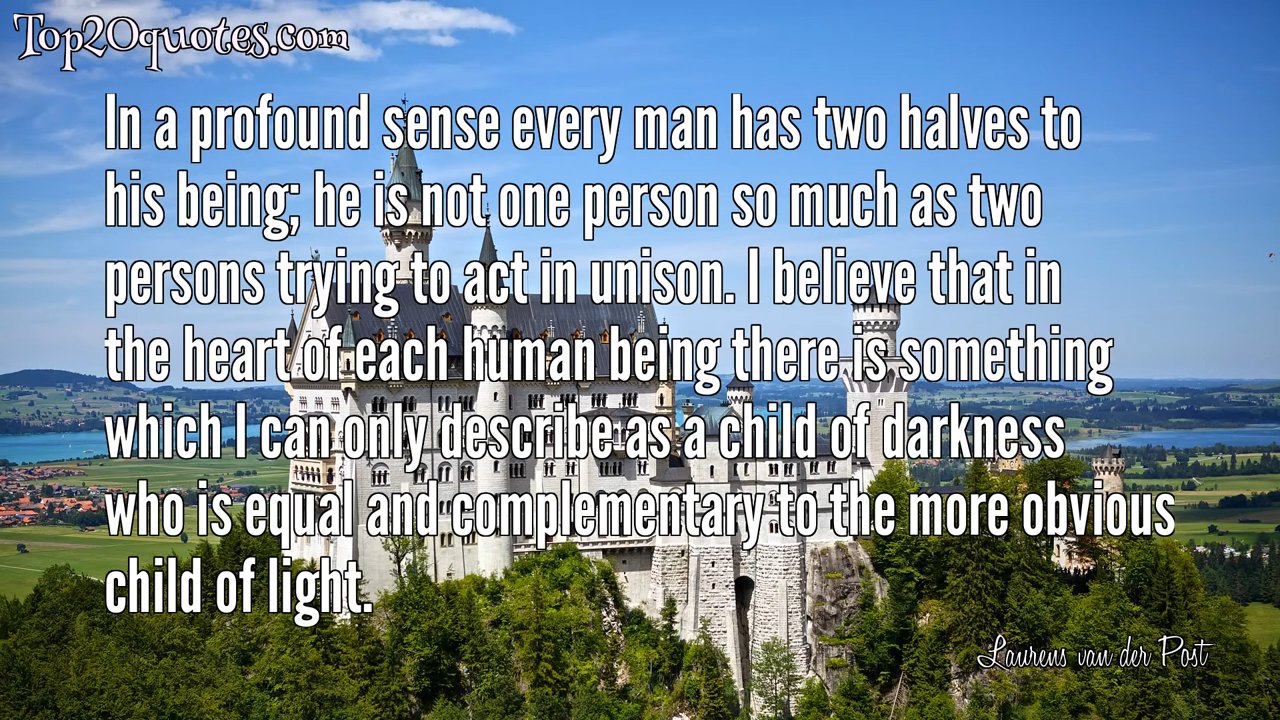 Top20quotes.com
In a profound sense every man has two halves to
his being; he is not one person so much as two
persons trying to act in unison. I believe that in
the heart of each human being there is something
which I can only describe as a child of darkness
who is equal and complementary to the more obvious
child of light.
Laurens van der Post